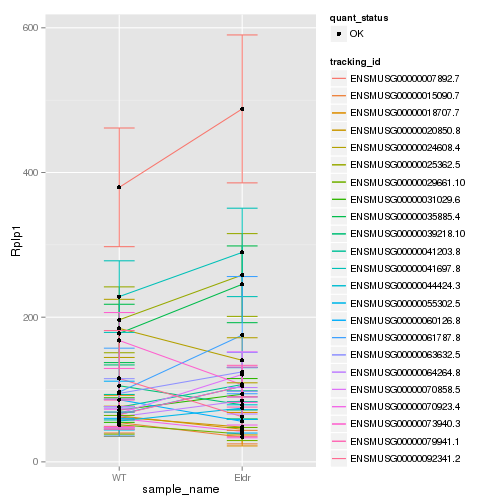 600
400
200
0
Rplp1
WT
Eldr
sample_name
quant_status
OK
tracking_id
ENSMUSG00000007892.7
ENSMUSG00000015090.7
ENSMUSG00000018707.7
ENSMUSG00000020850.8
ENSMUSG00000024608.4
ENSMUSG00000025362.5
ENSMUSG00000029661.10
ENSMUSG00000031029.6
ENSMUSG00000035885.4
ENSMUSG00000039218.10
ENSMUSG00000041203.8
ENSMUSG00000041697.8
ENSMUSG00000044424.3
ENSMUSG00000055302.5
ENSMUSG00000060126.8
ENSMUSG00000061787.8
ENSMUSG00000063632.5
ENSMUSG00000064264.8
ENSMUSG00000070858.5
ENSMUSG00000070923.4
ENSMUSG00000073940.3
ENSMUSG00000079941.1
ENSMUSG00000092341.2